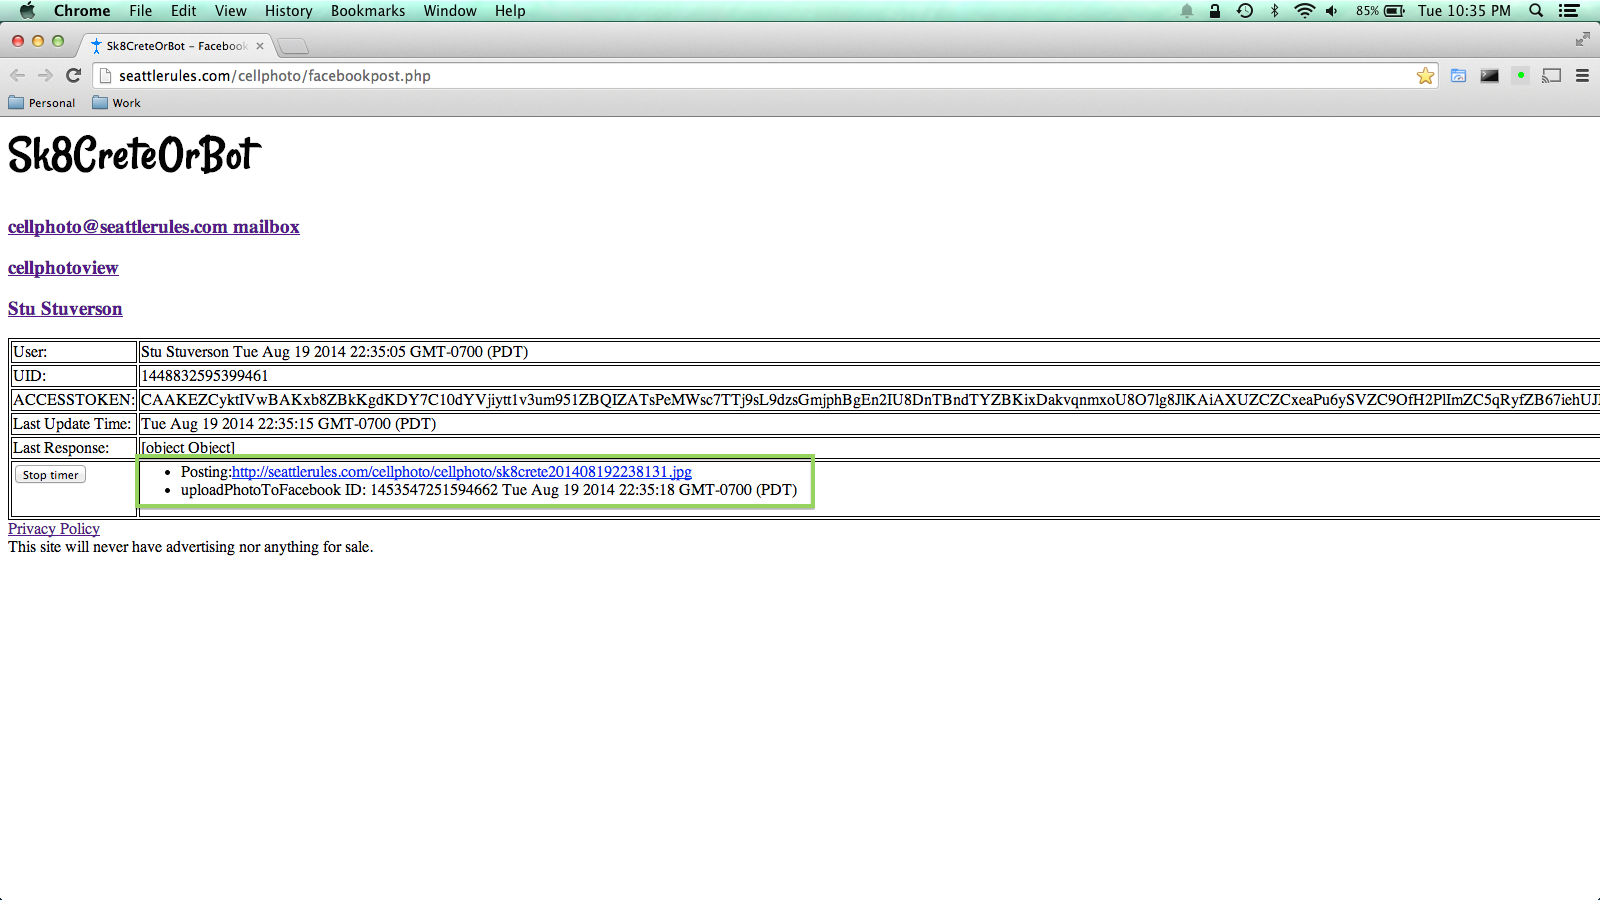 Chrome File Edit View History Bookmarks Window Help 85% Tue 10:35 PM
Sk8CreteOrBot – Facebook
seattlerules.com/cellphoto/facebookpost.php
Personal Work
Sk8CreteOrBot
cellphoto@seattlerules.com mailbox
cellphotoview
Stu Stuverson
User: Stu Stuverson Tue Aug 19 2014 22:35:05 GMT-0700 (PDT)
UID: 1448832595399461
ACCESSTOKEN:
Last Update Time: Tue Aug 19 2014 22:35:15 GMT-0700 (PDT)
Last Response: [object Object]
Stop timer
• Posting:http://seattlerules.com/cellphoto/cellphoto/sk8crete201408192238131.jpg
• uploadPhotoToFacebook ID: 1453547251594662 Tue Aug 19 2014 22:35:18 GMT-0700 (PDT)
Privacy Policy
This site will never have advertising nor anything for sale.